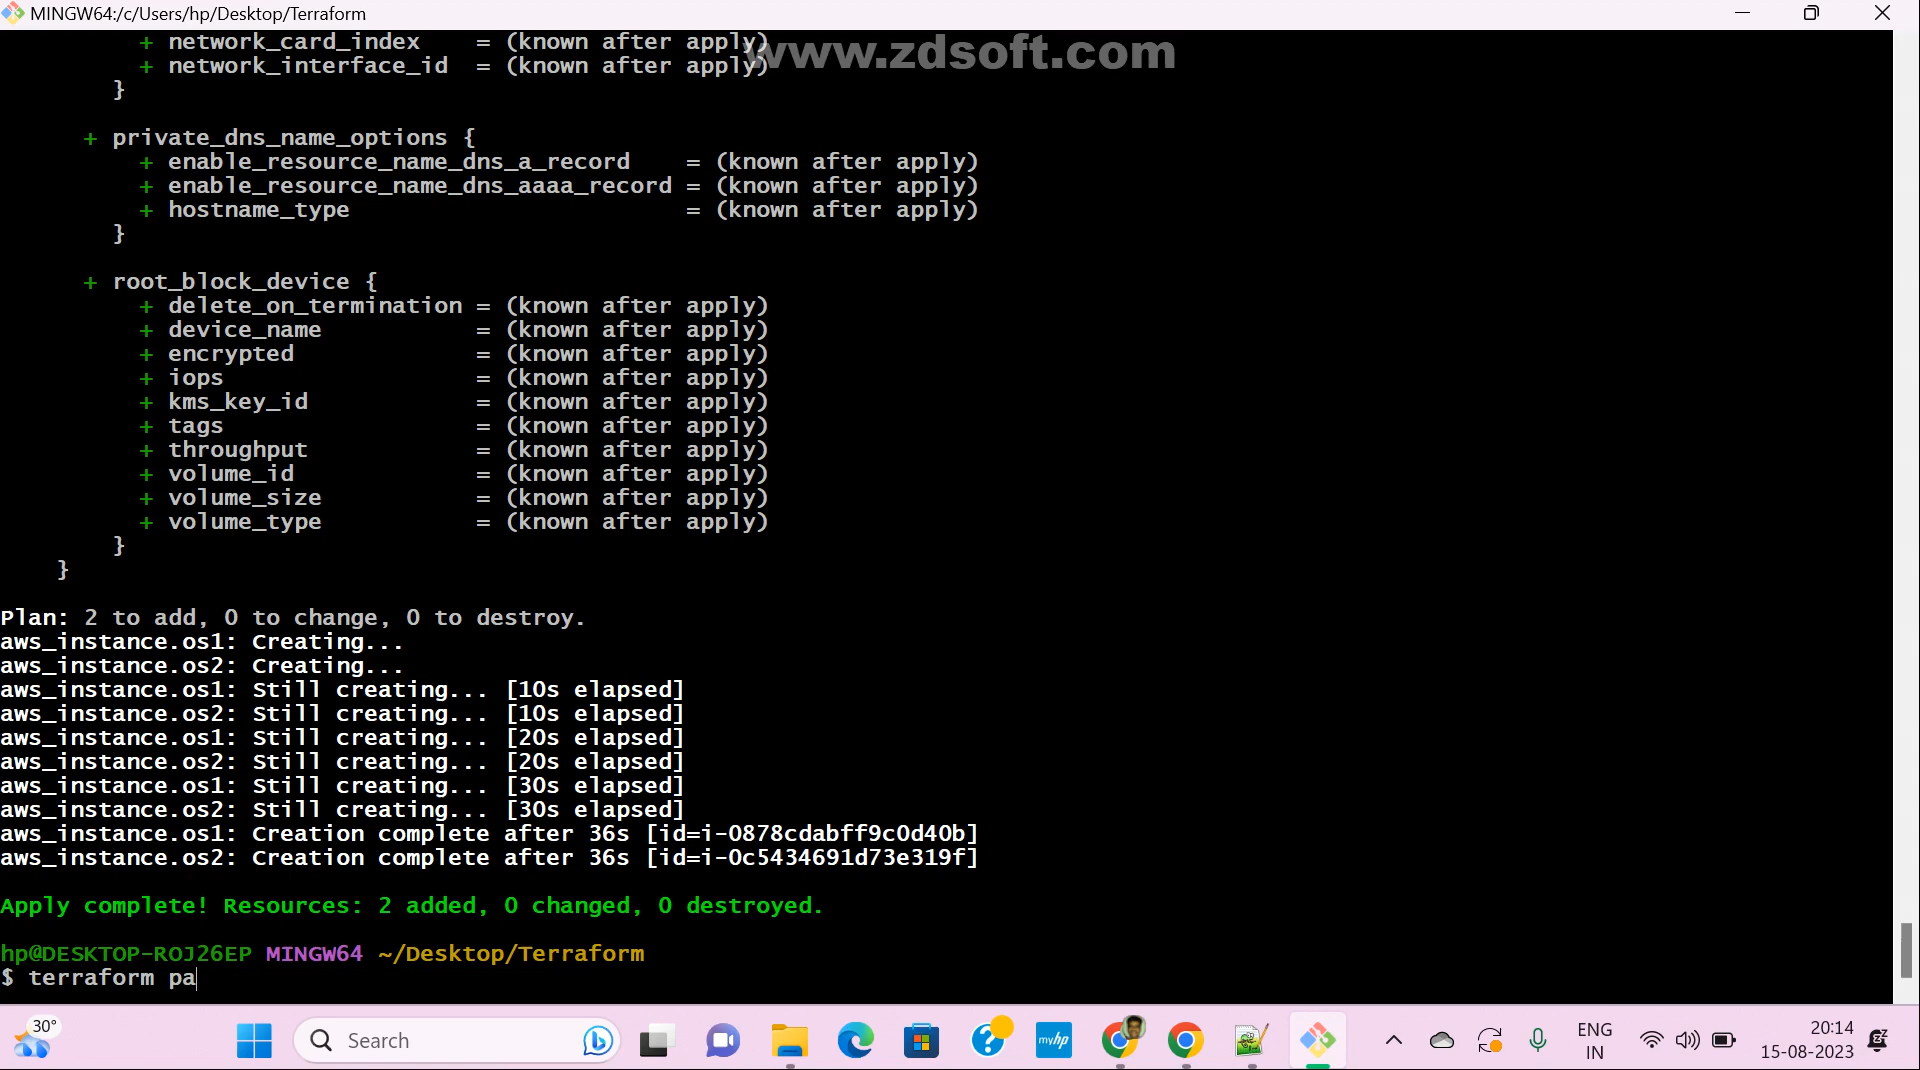 MINGW64:/c/Users/hp/Desktop/Terraform
+ network_card_index    = (known after apply)
+ network_interface_id  = (known after apply)
www.zdsoft.com
}
+ private_dns_name_options {
+ enable_resource_name_dns_a_record    = (known after apply)
+ enable_resource_name_dns_aaaa_record = (known after apply)
+ hostname_type                        = (known after apply)
}
+ root_block_device {
+ delete_on_termination = (known after apply)
+ device_name           = (known after apply)
+ encrypted             = (known after apply)
+ iops                  = (known after apply)
+ kms_key_id            = (known after apply)
+ tags                  = (known after apply)
+ throughput            = (known after apply)
+ volume_id             = (known after apply)
+ volume_size           = (known after apply)
+ volume_type           = (known after apply)
}
}
Plan: 2 to add, 0 to change, 0 to destroy.
aws_instance.os1: Creating...
aws_instance.os2: Creating...
aws_instance.os1: Still creating... [10s elapsed]
aws_instance.os2: Still creating... [10s elapsed]
aws_instance.os1: Still creating... [20s elapsed]
aws_instance.os2: Still creating... [20s elapsed]
aws_instance.os1: Still creating... [30s elapsed]
aws_instance.os2: Still creating... [30s elapsed]
aws_instance.os1: Creation complete after 36s [id=i-0878cdabff9c0d40b]
aws_instance.os2: Creation complete after 36s [id=i-0c5434691d73e319f]
Apply complete! Resources: 2 added, 0 changed, 0 destroyed.
hp@DESKTOP-ROJ26EP MINGW64 ~/Desktop/Terraform
$ terraform pa
30°
Search
myhp
ENG
IN
20:14
15-08-2023